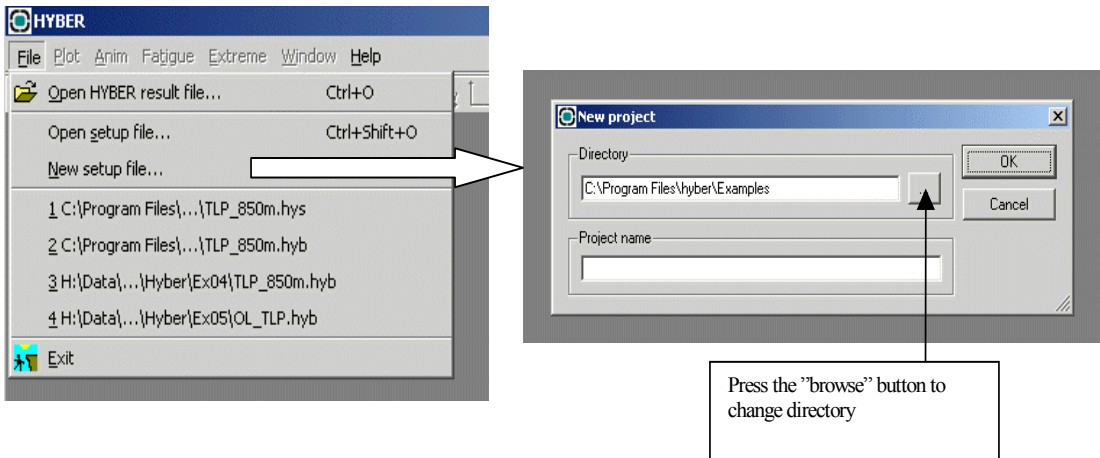 HYBER
File Plot Anim Fatigue Extreme Window Help
Open HYBER result file... Ctrl+O
Open setup file... Ctrl+Shift+O
New setup file...
1 C:\Program Files\...\TLP_850m.hys
2 C:\Program Files\...\TLP_850m.hyb
3 H:\Data\...\Hyber\Ex04\TLP_850m.hyb
4 H:\Data\...\Hyber\Ex05\OL_TLP.hyb
Exit
New project
Directory
C:\Program Files\hyber\Examples
OK
Cancel
Project name
Press the ”browse” button to
change directory